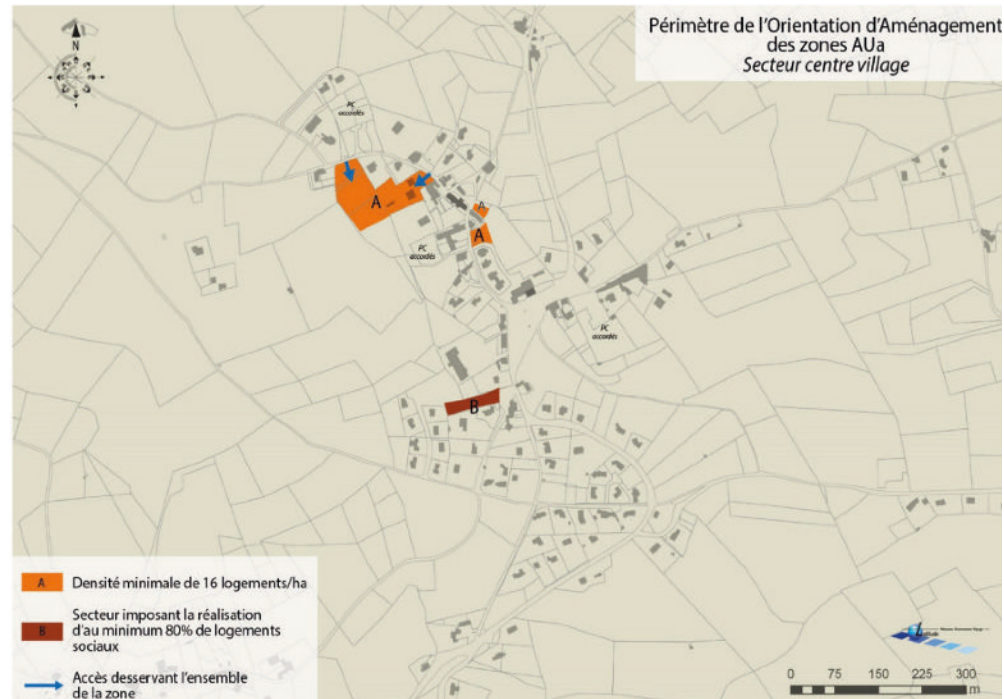 Périmètre de l'Orientation d'Aménagement
des zones AUa
Secteur centre village
N
PC
accordés
A
A
A
PC
accordés
PC
accordés
B
A Densité minimale de 16 logements/ha
B Secteur imposant la réalisation
d'au minimum 80% de logements
sociaux
Accès desservant l'ensemble
de la zone
0 75 150 225 300
m